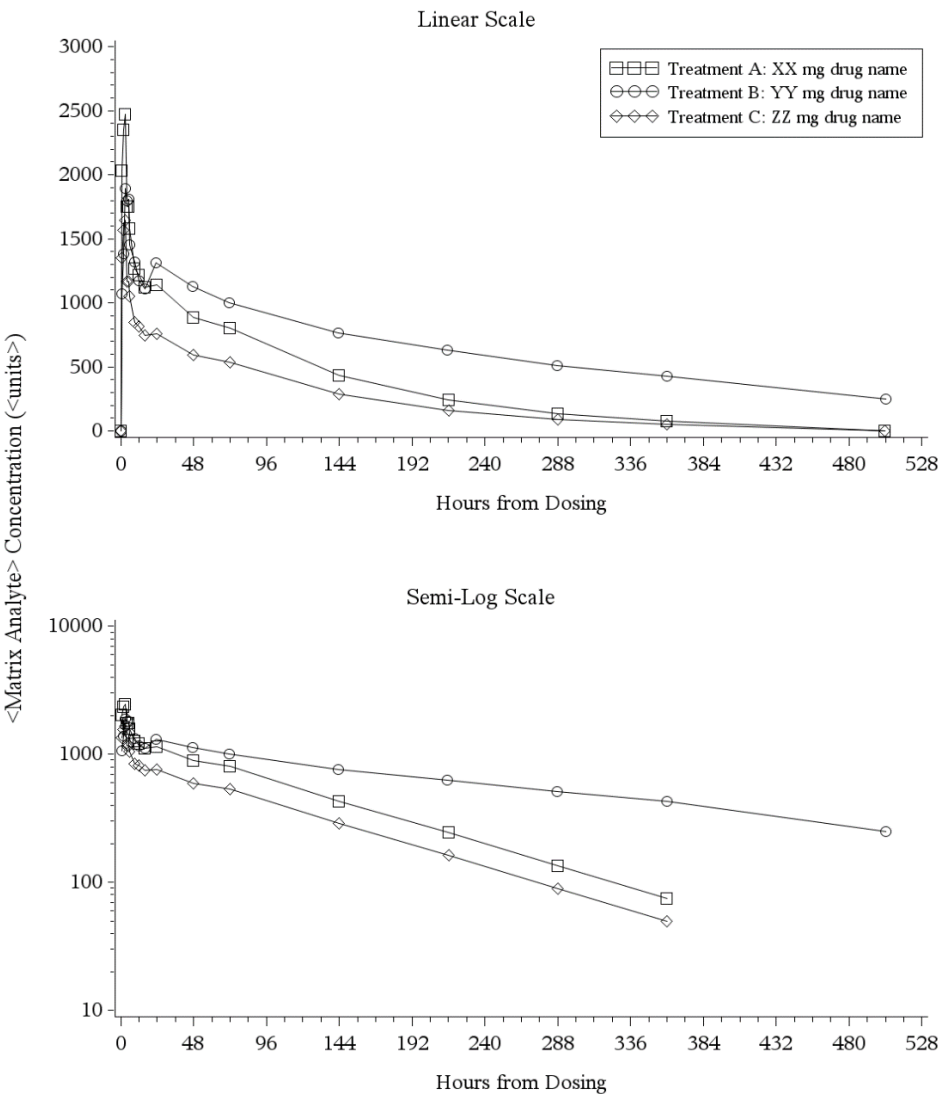 Linear Scale
3000
2500
2000
1500
1000
500
0
Treatment A: XX mg drug name
Treatment B: YY mg drug name
Treatment C: ZZ mg drug name
0 48 96 144 192 240 288 336 384 432 480 528
Hours from Dosing
<Matrix Analyte> Concentration (<units>)
Semi-Log Scale
10000
1000
100
10
0 48 96 144 192 240 288 336 384 432 480 528
Hours from Dosing